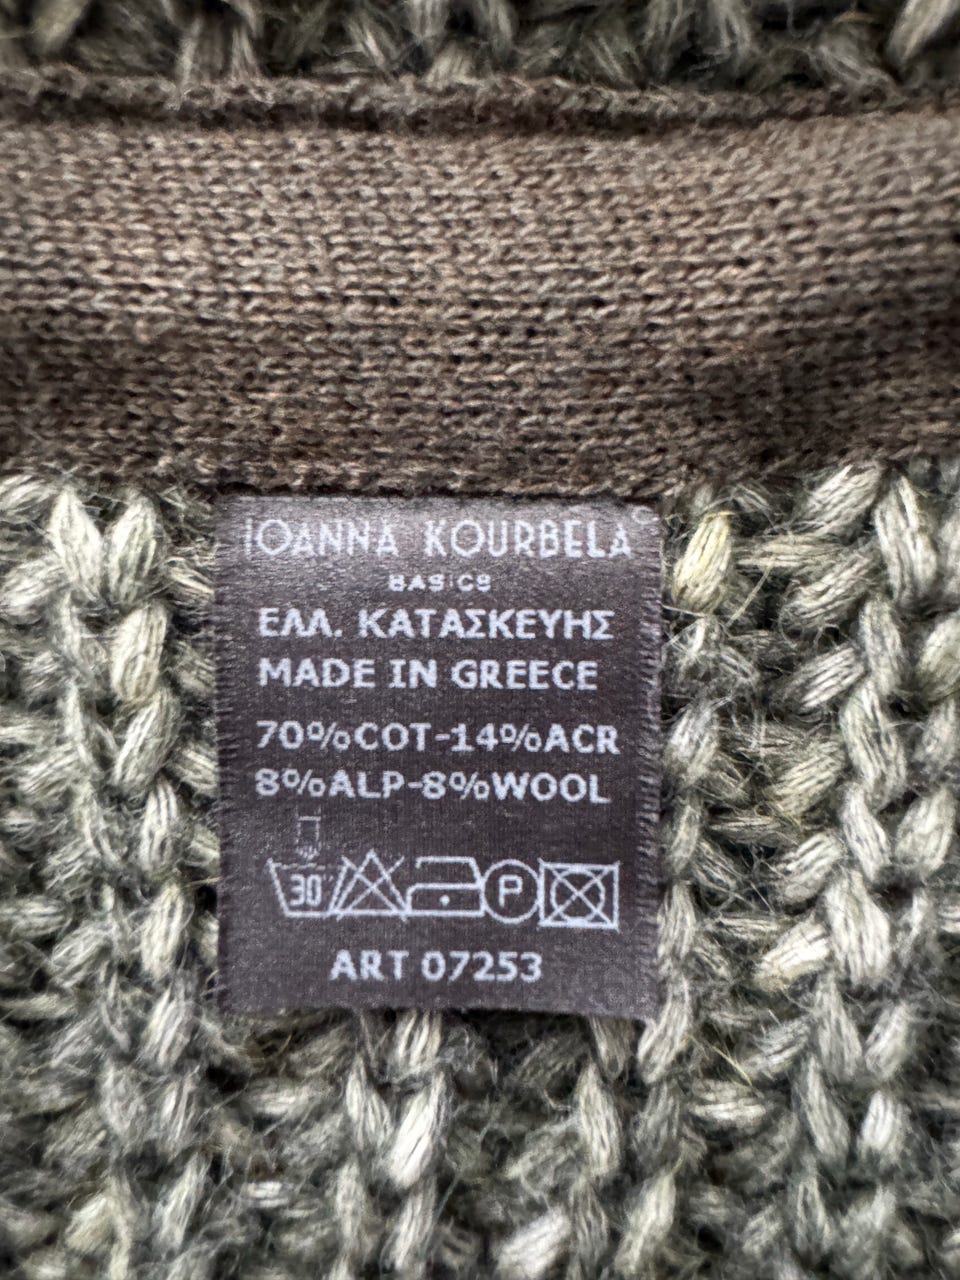 IOANNA KOURBELA
BASICS
ΕΛΛ. ΚΑΤΑΣΚΕΥΗΣ
MADE IN GREECE
70%COT-14%ACR
8%ALP-8%WOOL
30° P
ART 07253